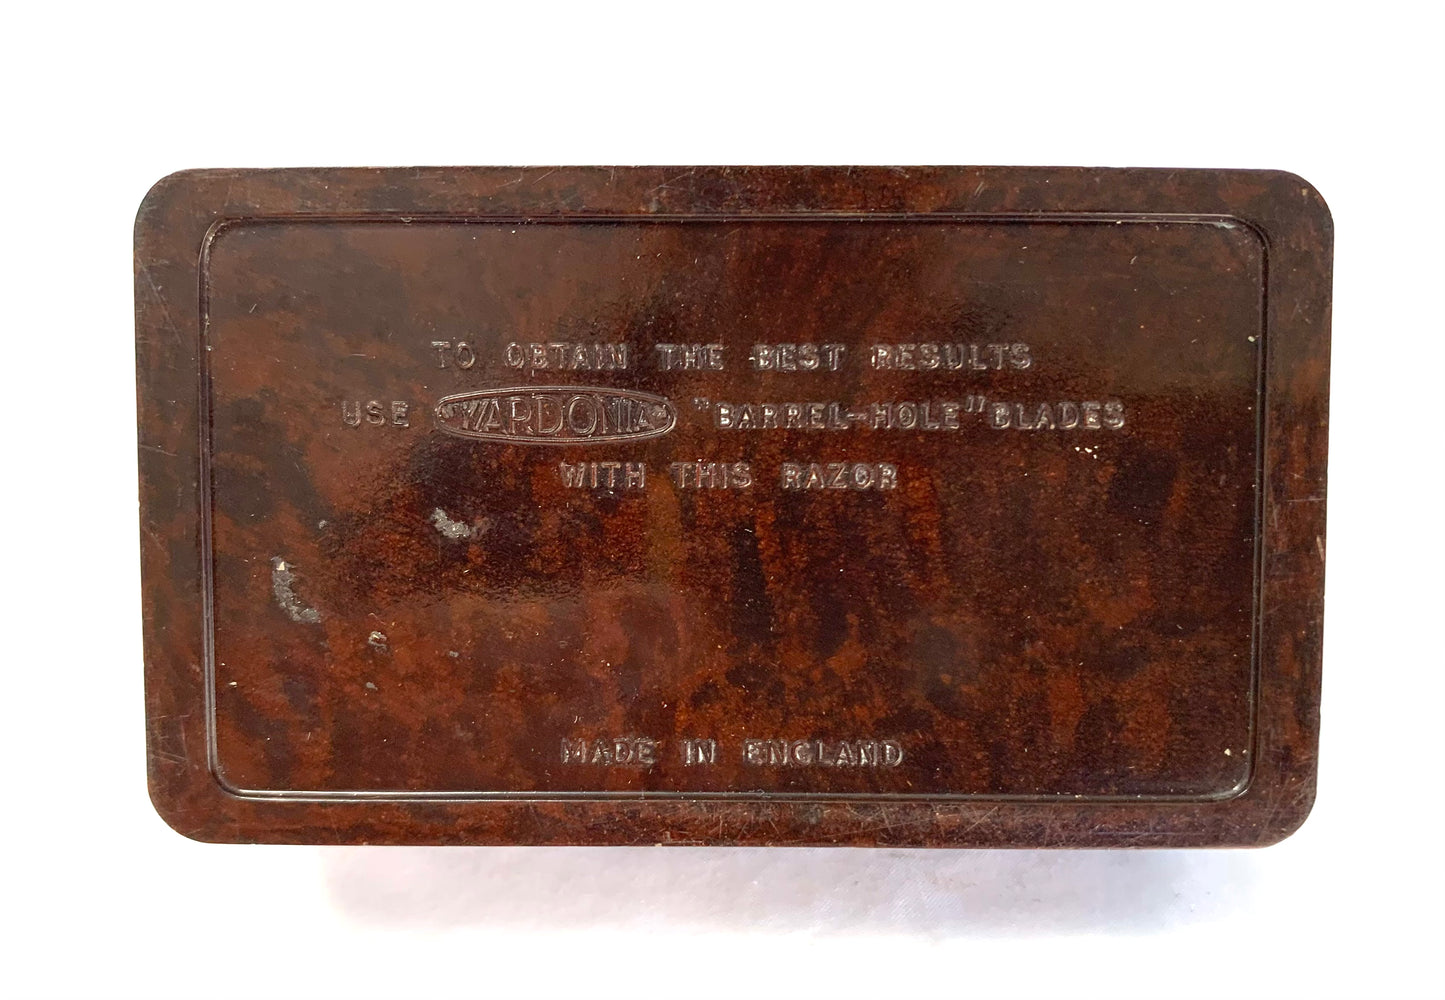 TO OBTAIN THE BEST RESULTS
USE "WARDONIA" "BARREL-HOLE" BLADES
WITH THIS RAZOR
MADE IN ENGLAND